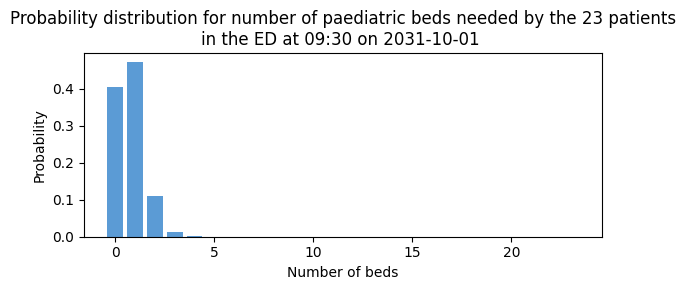 Probability distribution for number of paediatric beds needed by the 23 patients
in the ED at 09:30 on 2031-10-01
Probability
0.4
0.3
0.2
0.1
0.0
0 5 10 15 20
Number of beds